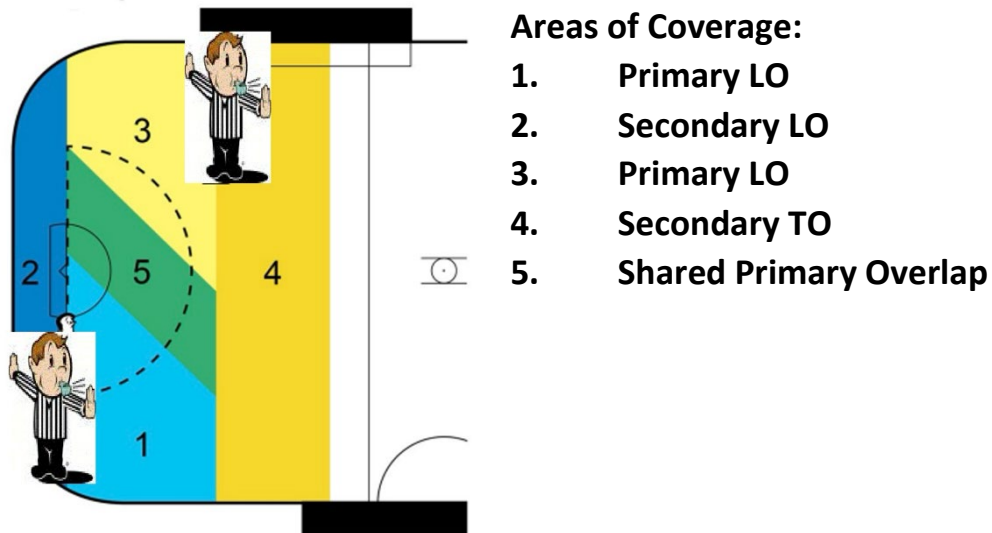 Areas of Coverage:
1. Primary LO
2. Secondary LO
3. Primary LO
4. Secondary TO
5. Shared Primary Overlap
3
2
5
4
1